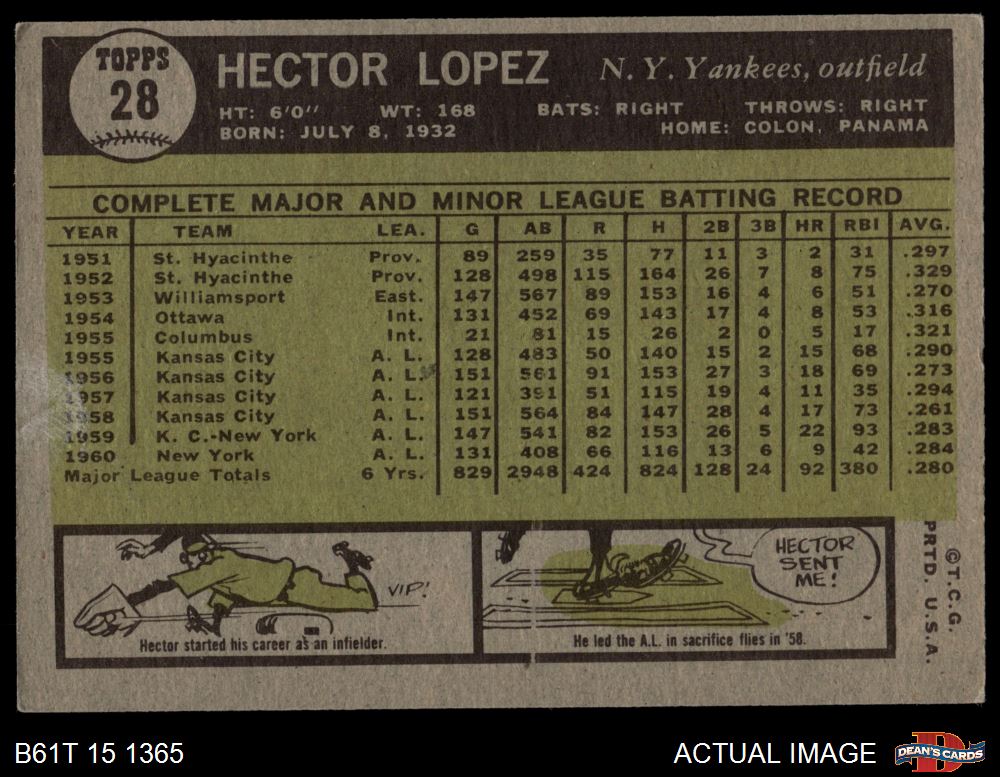 TOPPS
28
HECTOR LOPEZ N. Y. Yankees, outfield
HT: 6'0" WT: 168 BATS: RIGHT THROWS: RIGHT
BORN: JULY 8, 1932 HOME: COLON, PANAMA
COMPLETE MAJOR AND MINOR LEAGUE BATTING RECORD
YEAR TEAM LEA. G AB R H 2B 3B HR RBI AVG.
1951 St. Hyacinthe Prov. 89 259 35 77 11 3 2 31 .297
1952 St. Hyacinthe Prov. 128 498 115 164 26 7 8 75 .329
1953 Williamsport East. 147 567 89 153 16 4 6 51 .270
1954 Ottawa Int. 131 452 69 143 17 4 8 53 .316
1955 Columbus Int. 21 81 15 26 2 0 5 17 .321
1955 Kansas City A. L. 128 483 50 140 15 2 15 68 .290
1956 Kansas City A. L. 151 561 91 153 27 3 18 69 .273
1957 Kansas City A. L. 121 391 51 115 19 4 11 35 .294
1958 Kansas City A. L. 151 564 84 147 28 4 17 73 .261
1959 K. C.-New York A. L. 147 541 82 153 26 5 22 93 .283
1960 New York A. L. 131 408 66 116 13 6 9 42 .284
Major League Totals 6 Yrs. 829 2948 424 824 128 24 92 380 .280
VIP!
Hector started his career as an infielder.
HECTOR
SENT
ME!
He led the A.L. in sacrifice flies in '58.
©T.C.G.
PRTD. U.S.A.
B61T 15 1365 ACTUAL IMAGE
DEAN'S CARDS